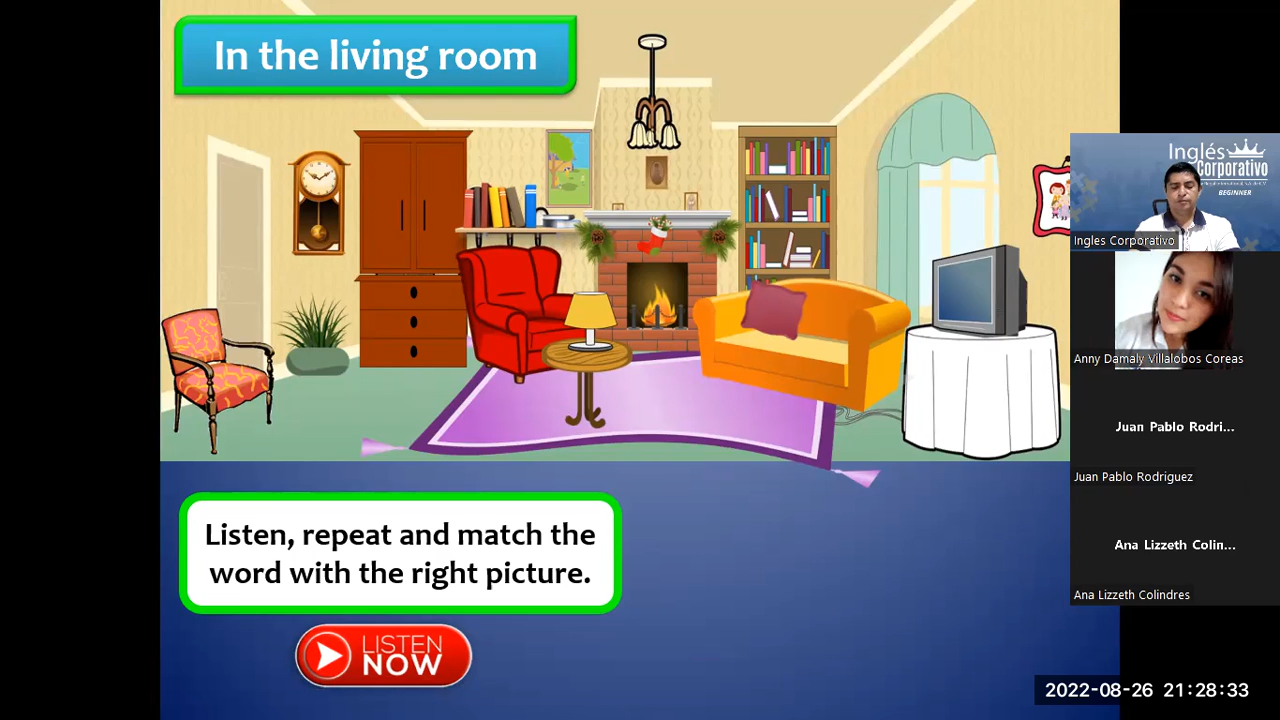 In the living room
Inglés
Corporativo
BEGINNER
Ingles Corporativo
Anny Damaly Villalobos Coreas
Juan Pablo Rodri...
Juan Pablo Rodriguez
Ana Lizzeth Colin...
Ana Lizzeth Colindres
Listen, repeat and match the
word with the right picture.
LISTEN
NOW
2022-08-26 21:28:33